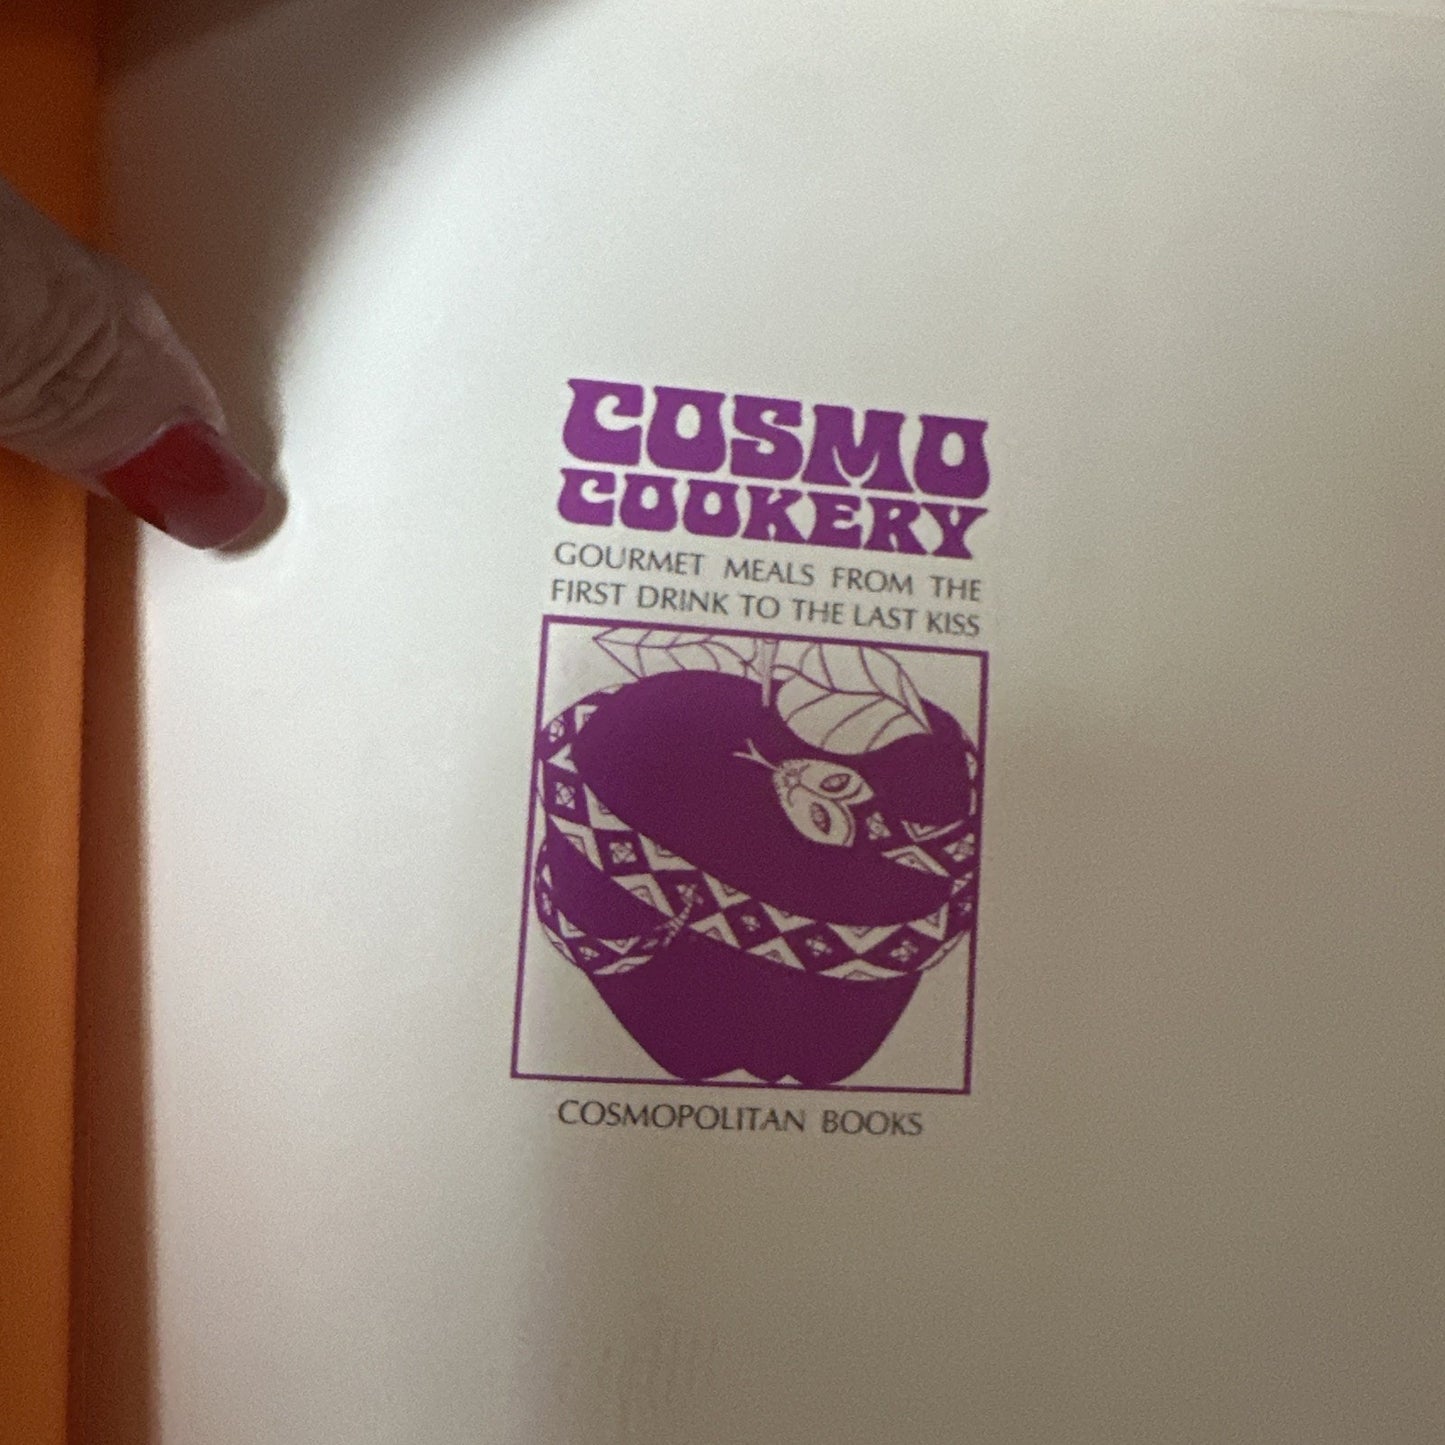 COSMO
COOKERY
GOURMET MEALS FROM THE
FIRST DRINK TO THE LAST KISS
COSMOPOLITAN BOOKS